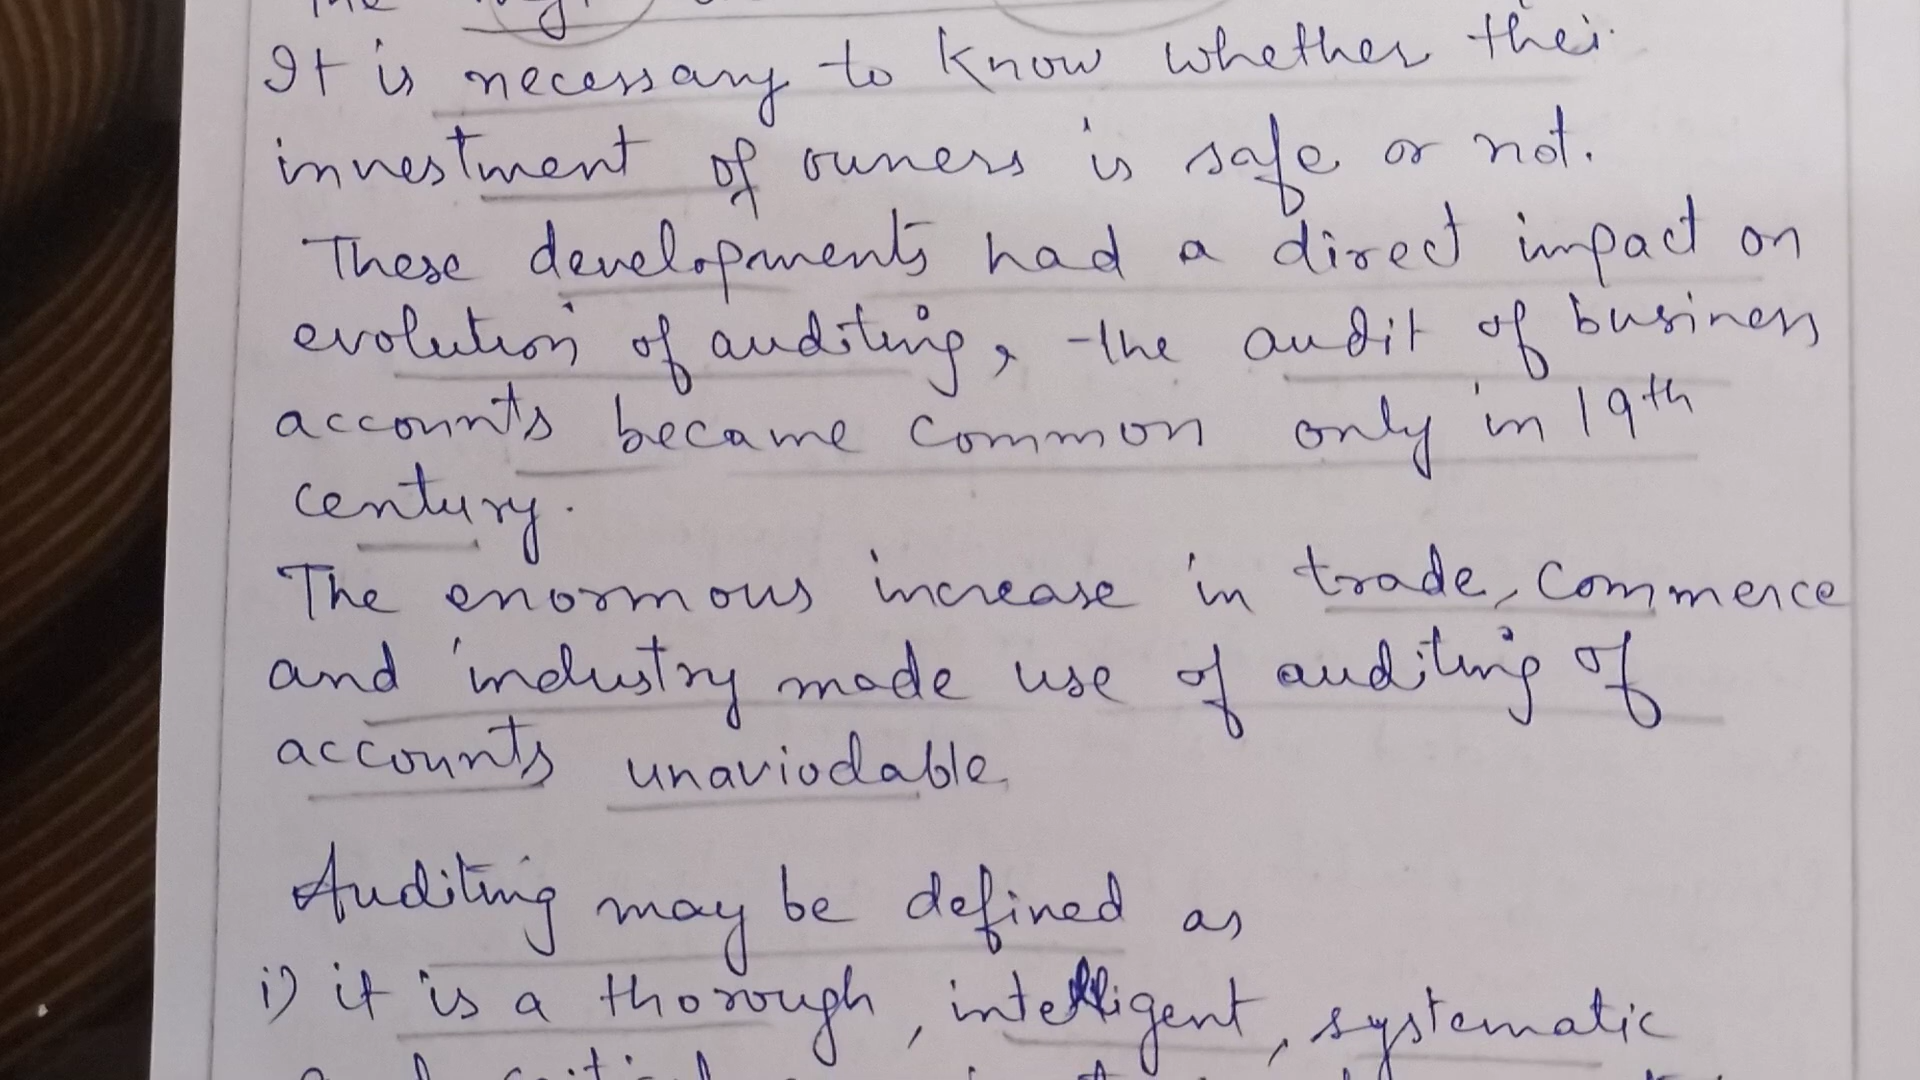 It is necessary to know whether thei
investment of owners is safe or not.
These developments had a direct impact on
evolution of auditing, the audit of business
accounts became common only in 19th
century.
The enormous increase in trade, commerce
and industry made use of auditing of
accounts unaviodable.
Auditing may be defined as
i) it is a thorough, intelligent, systematic